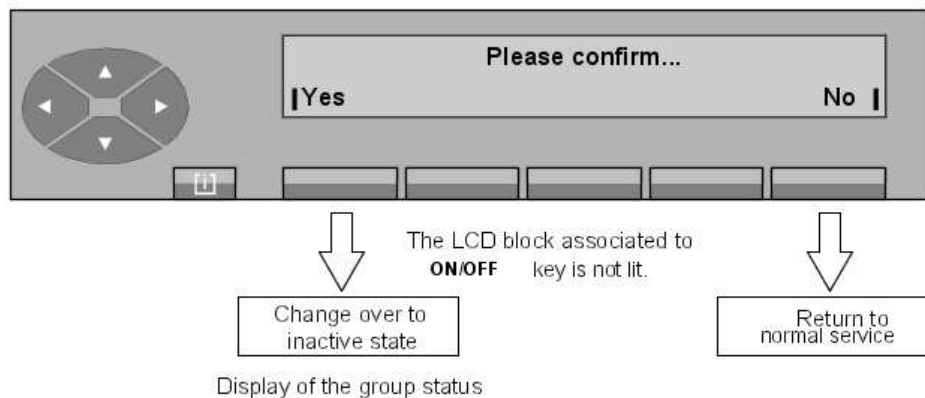 Please confirm...
Yes No
[i]
The LCD block associated to
ON/OFF key is not lit.
Change over to
inactive state
Return to
normal service
Display of the group status